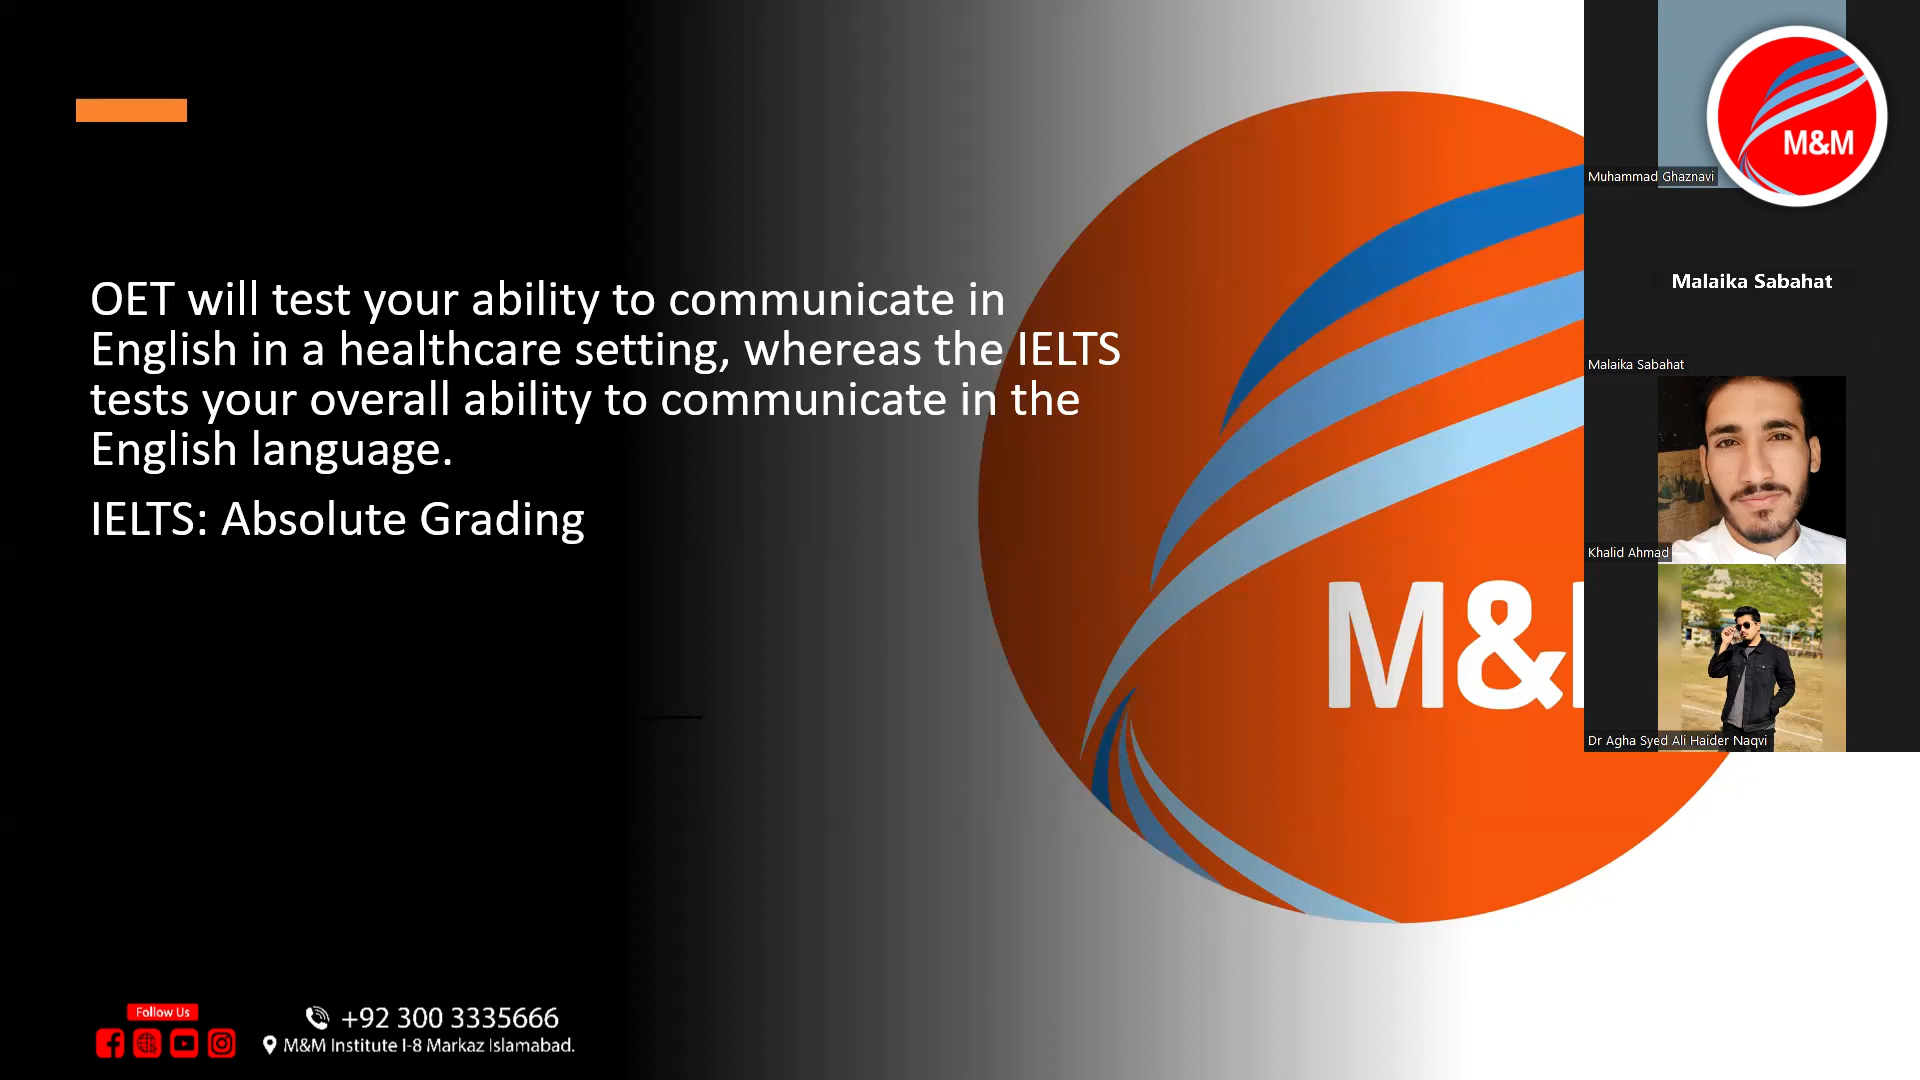 OET will test your ability to communicate in
English in a healthcare setting, whereas the IELTS
tests your overall ability to communicate in the
English language.
IELTS: Absolute Grading
M&
M&M
Muhammad Ghaznavi
Malaika Sabahat
Malaika Sabahat
Khalid Ahmad
Dr Agha Syed Ali Haider Naqvi
Follow Us
+92 300 3335666
M&M Institute I-8 Markaz Islamabad.